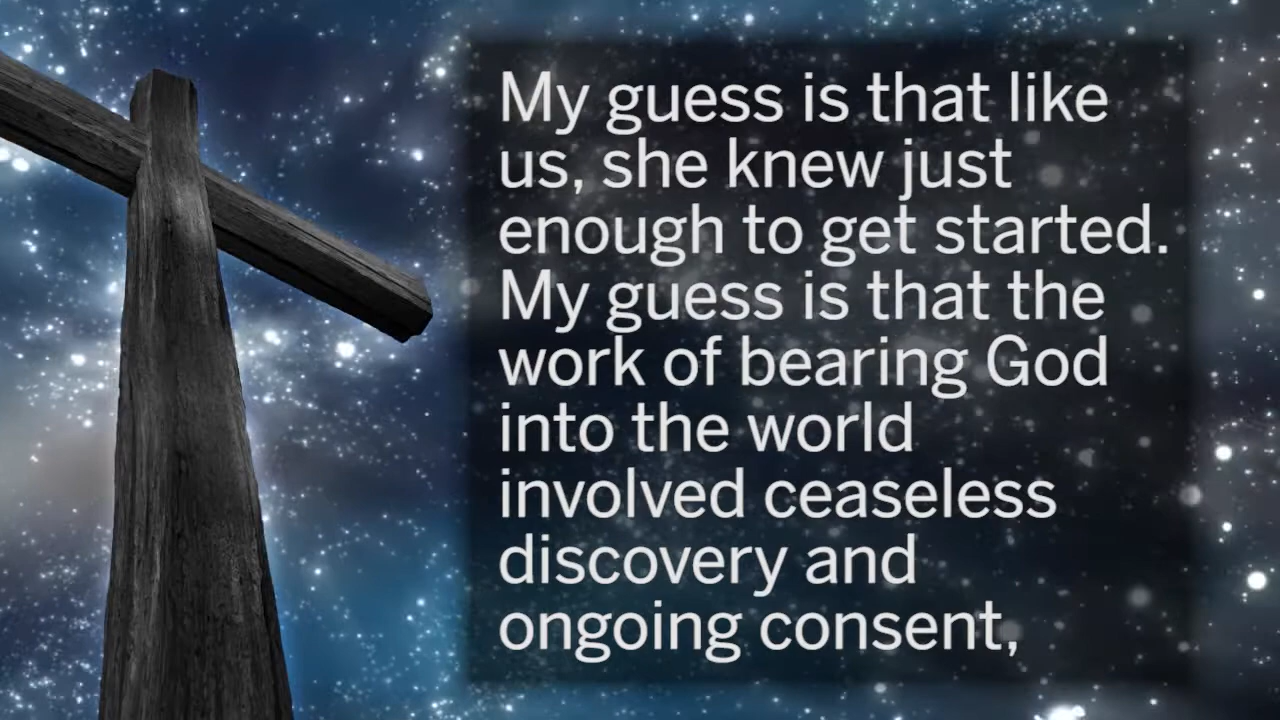 My guess is that like
us, she knew just
enough to get started.
My guess is that the
work of bearing God
into the world
involved ceaseless
discovery and
ongoing consent,